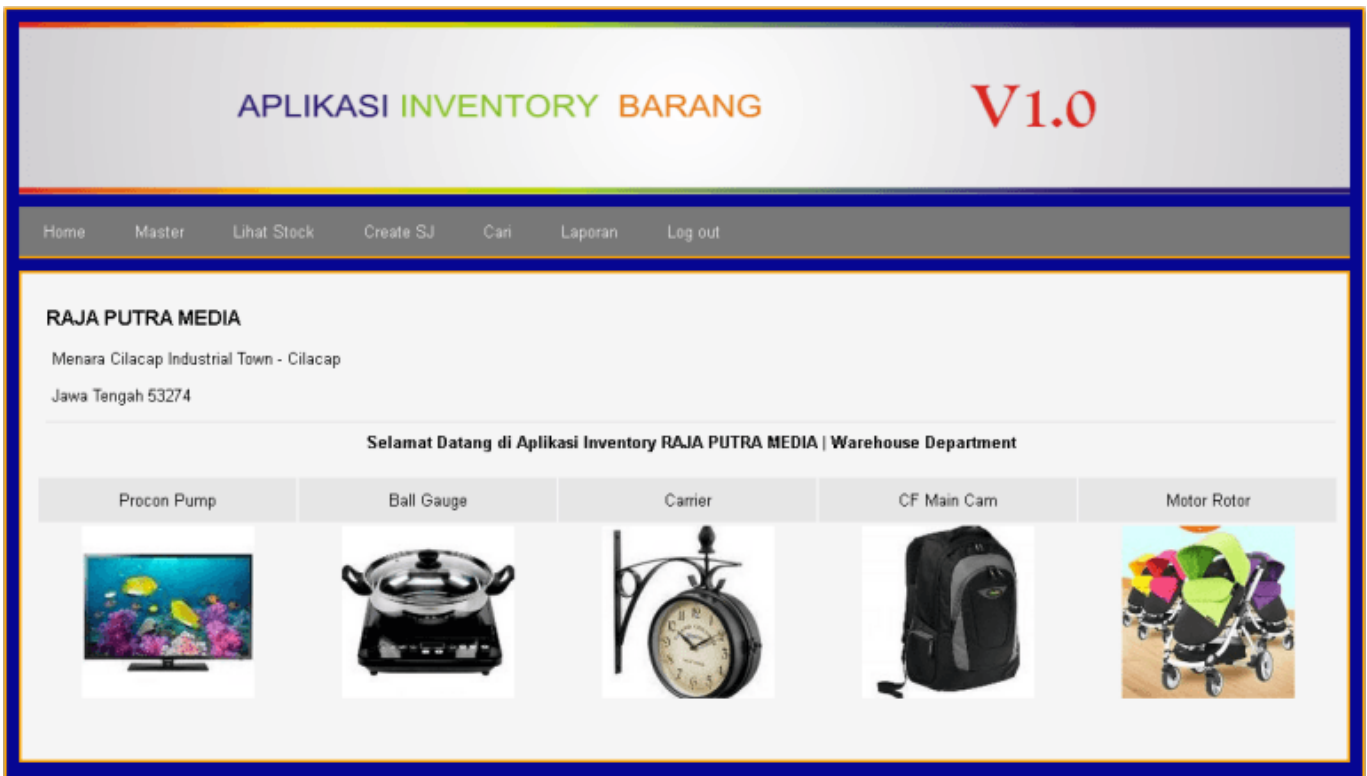 APLIKASI INVENTORY BARANG V1.0
Home Master Lihat Stock Create SJ Cari Laporan Log out
RAJA PUTRA MEDIA
Menara Cilacap Industrial Town - Cilacap
Jawa Tengah 53274
Selamat Datang di Aplikasi Inventory RAJA PUTRA MEDIA | Warehouse Department
Procon Pump Ball Gauge Carrier CF Main Cam Motor Rotor